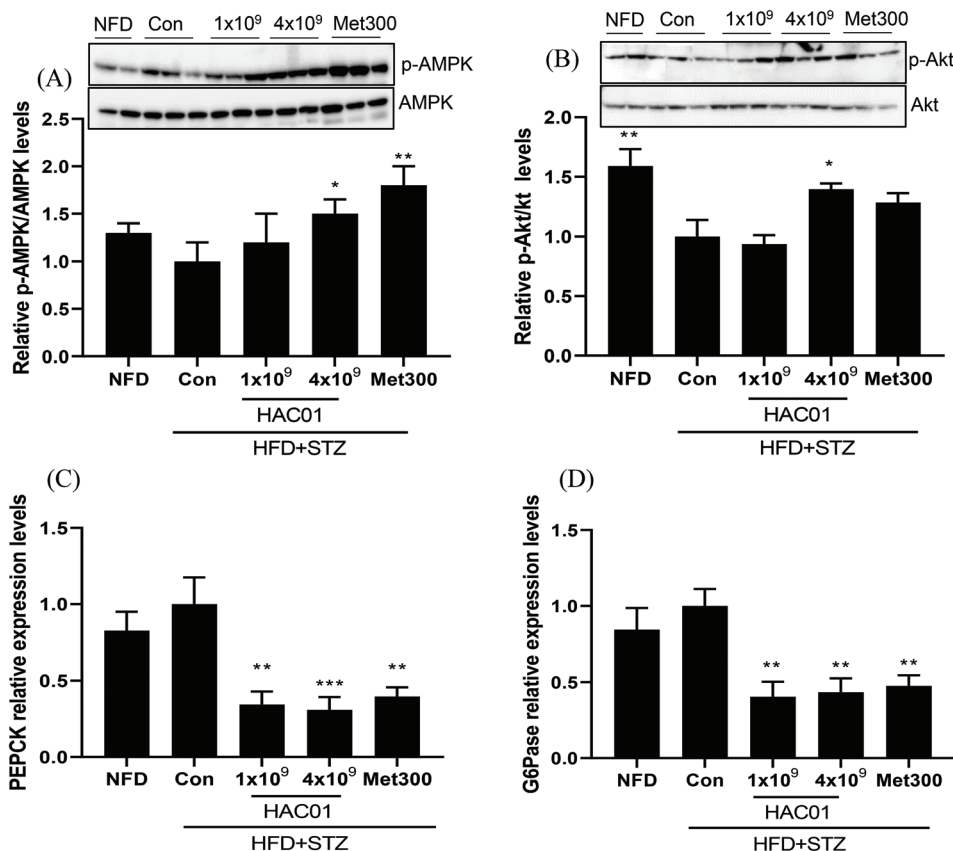 NFD Con 1x10⁹ 4x10⁹ Met300
(A)
p-AMPK
AMPK
Relative p-AMPK/AMPK levels
2.5
2.0
1.5
1.0
0.5
0.0
* **
NFD Con 1x10⁹ 4x10⁹ Met300
HAC01
HFD+STZ
NFD Con 1x10⁹ 4x10⁹ Met300
(B)
p-Akt
Akt
Relative p-Akt/kt levels
2.0
1.5
1.0
0.5
0.0
** *
NFD Con 1x10⁹ 4x10⁹ Met300
HAC01
HFD+STZ
(C)
PEPCK relative expression levels
1.5
1.0
0.5
0.0
** *** **
NFD Con 1x10⁹ 4x10⁹ Met300
HAC01
HFD+STZ
(D)
G6Pase relative expression levels
1.5
1.0
0.5
0.0
** ** **
NFD Con 1x10⁹ 4x10⁹ Met300
HAC01
HFD+STZ